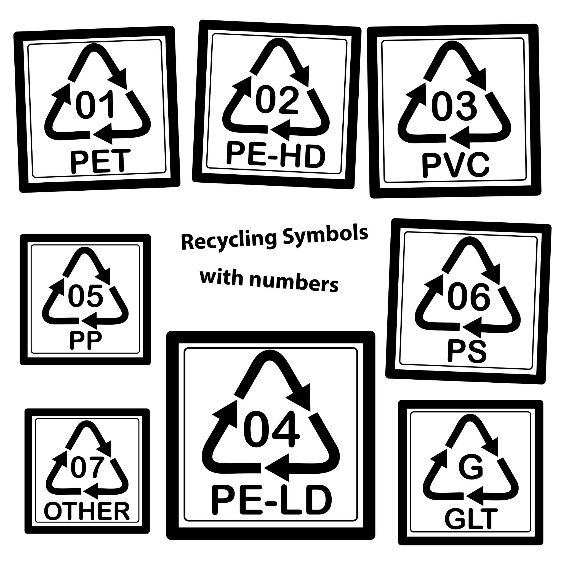 01
PET
02
PE-HD
03
PVC
Recycling Symbols
with numbers
05
PP
06
PS
04
PE-LD
07
OTHER
G
GLT